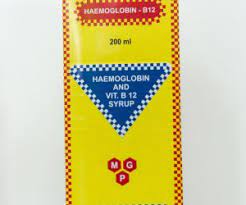 HAEMOGLOBIN - B12
200 ml
HAEMOGLOBIN
AND
VIT. B 12
SYRUP
M G
P